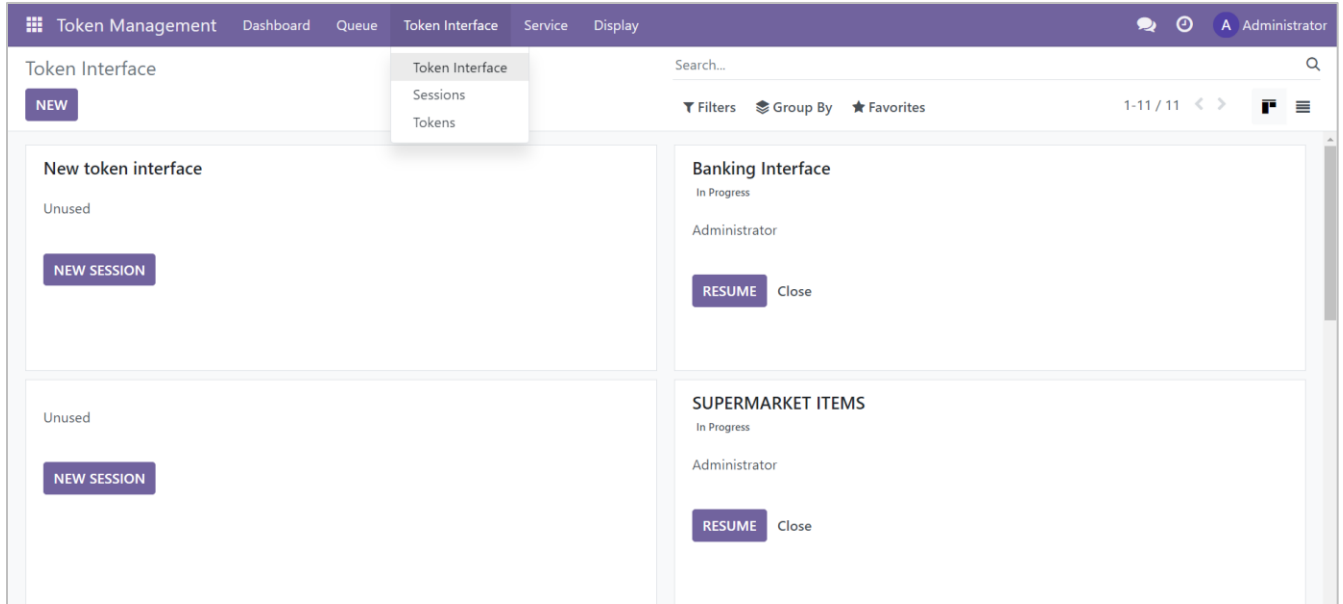 Token Management Dashboard Queue Token Interface Service Display A Administrator
Token Interface
Search...
NEW
Token Interface
Sessions
Tokens
Filters Group By Favorites 1-11 / 11
New token interface
Unused
NEW SESSION
Banking Interface
In Progress
Administrator
RESUME Close
Unused
NEW SESSION
SUPERMARKET ITEMS
In Progress
Administrator
RESUME Close